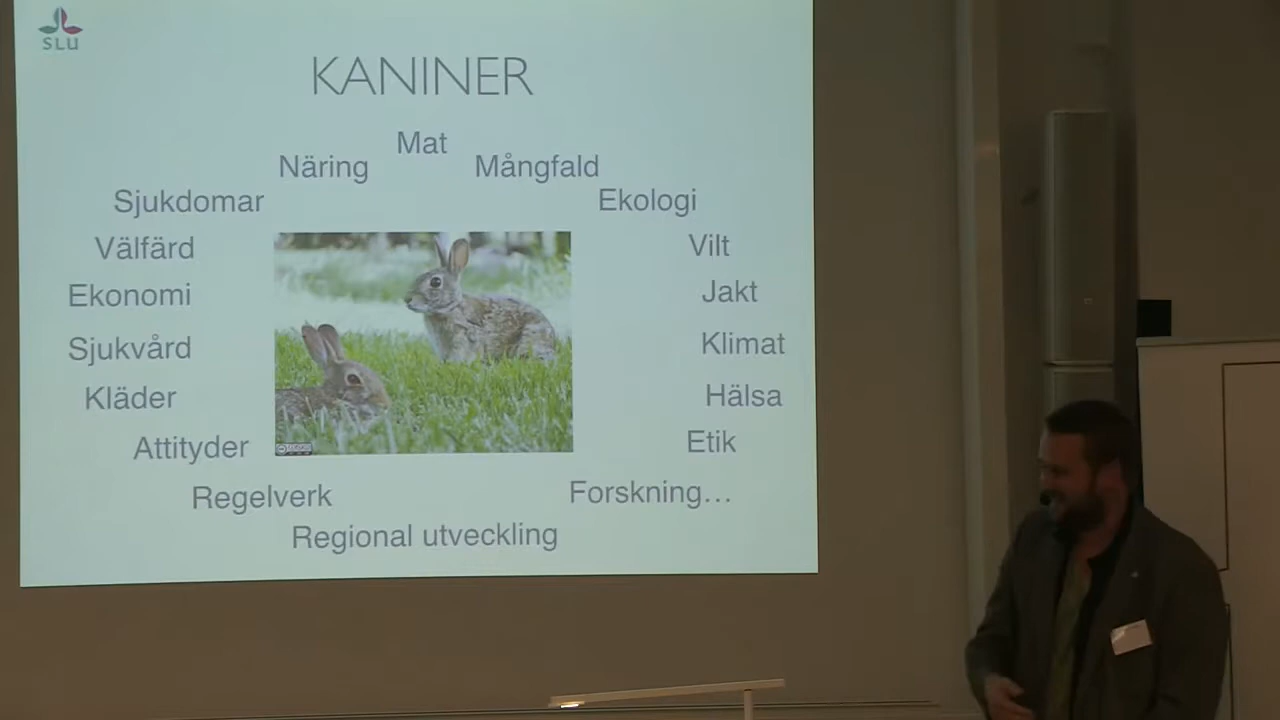 SLU
KANINER
Mat
Näring
Mångfald
Sjukdomar
Ekologi
Välfärd
Vilt
Ekonomi
Jakt
Sjukvård
Klimat
Kläder
Hälsa
Attityder
Etik
Regelverk
Forskning…
Regional utveckling